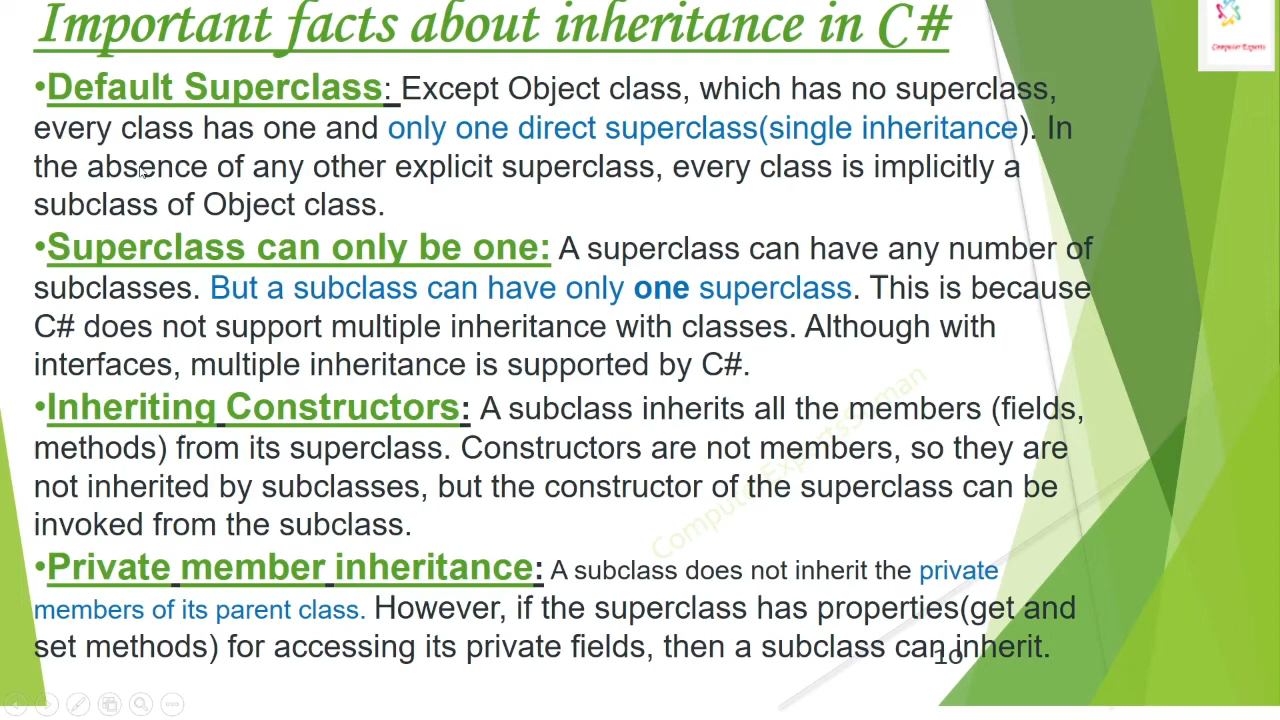 Important facts about inheritance in C#
Computer Experts
•Default Superclass: Except Object class, which has no superclass,
every class has one and only one direct superclass(single inheritance). In
the absence of any other explicit superclass, every class is implicitly a
subclass of Object class.
•Superclass can only be one: A superclass can have any number of
subclasses. But a subclass can have only one superclass. This is because
C# does not support multiple inheritance with classes. Although with
interfaces, multiple inheritance is supported by C#.
•Inheriting Constructors: A subclass inherits all the members (fields,
methods) from its superclass. Constructors are not members, so they are
not inherited by subclasses, but the constructor of the superclass can be
invoked from the subclass.
•Private member inheritance: A subclass does not inherit the private
members of its parent class. However, if the superclass has properties(get and
set methods) for accessing its private fields, then a subclass can inherit.
16